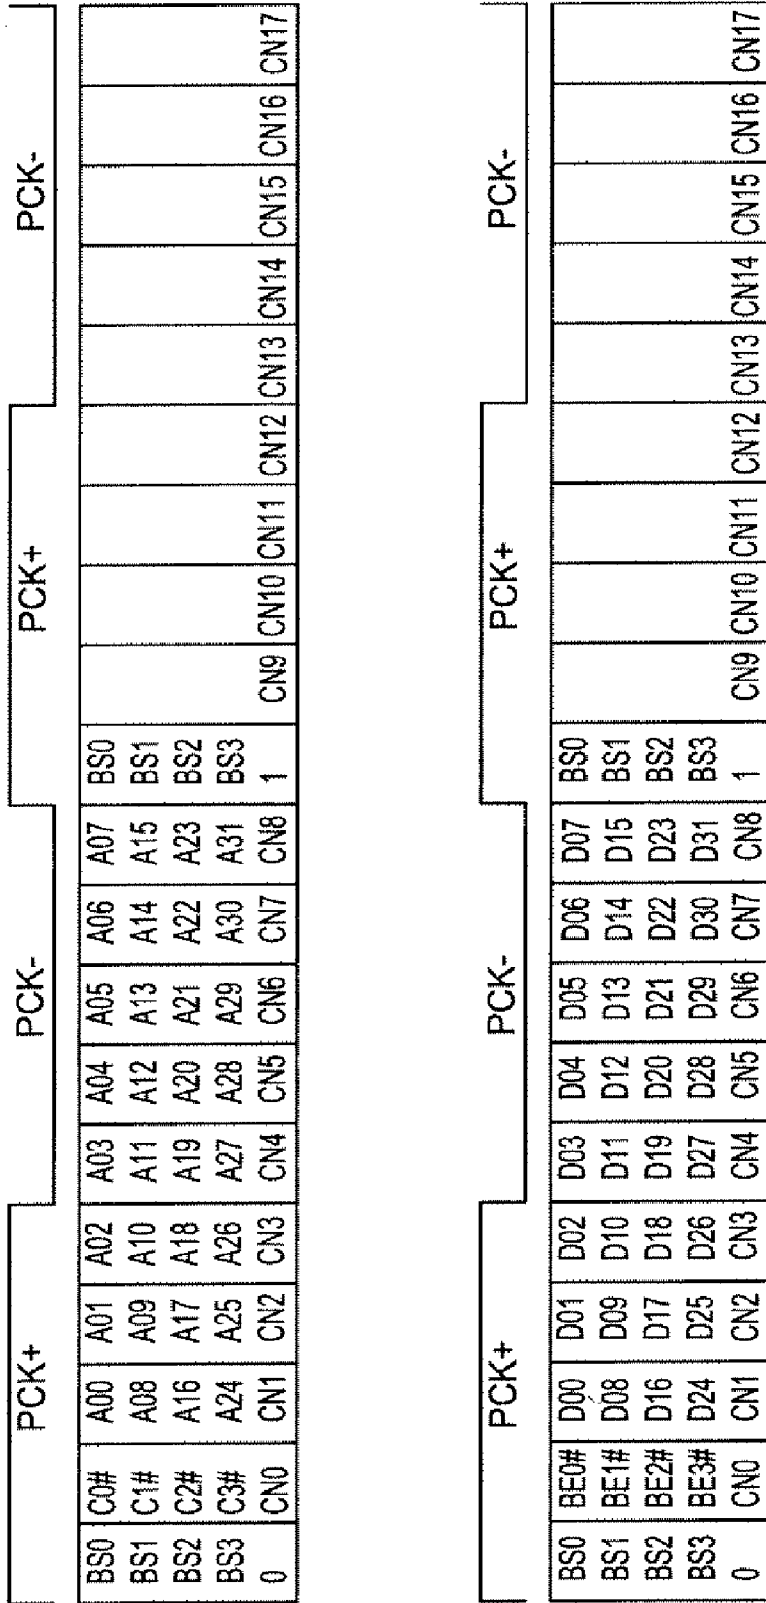 PCK+ PCK- PCK+ PCK-
BS0 C0# A00 A01 A02 A03 A04 A05 A06 A07 BS0
BS1 C1# A08 A09 A10 A11 A12 A13 A14 A15 BS1
BS2 C2# A16 A17 A18 A19 A20 A21 A22 A23 BS2
BS3 C3# A24 A25 A26 A27 A28 A29 A30 A31 BS3
0 CN0 CN1 CN2 CN3 CN4 CN5 CN6 CN7 CN8 1 CN9 CN10 CN11 CN12 CN13 CN14 CN15 CN16 CN17
PCK+ PCK- PCK+ PCK-
BS0 BE0# D00 D01 D02 D03 D04 D05 D06 D07 BS0
BS1 BE1# D08 D09 D10 D11 D12 D13 D14 D15 BS1
BS2 BE2# D16 D17 D18 D19 D20 D21 D22 D23 BS2
BS3 BE3# D24 D25 D26 D27 D28 D29 D30 D31 BS3
0 CN0 CN1 CN2 CN3 CN4 CN5 CN6 CN7 CN8 1 CN9 CN10 CN11 CN12 CN13 CN14 CN15 CN16 CN17